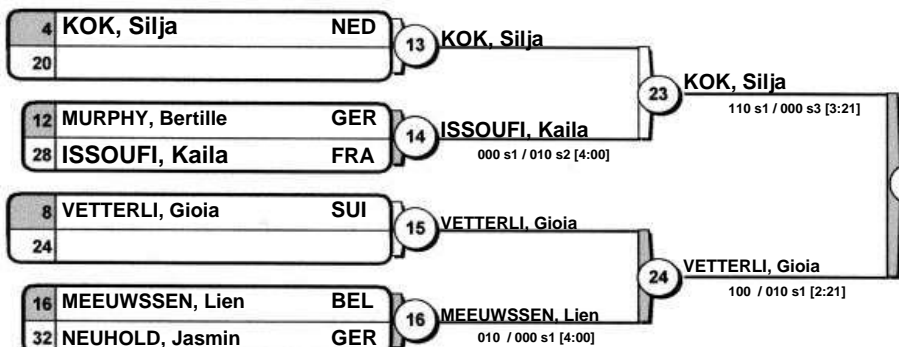 4 KOK, Silja NED
20
13 KOK, Silja
12 MURPHY, Bertille GER
28 ISSOUFI, Kaila FRA
14 ISSOUFI, Kaila
000 s1 / 010 s2 [4:00]
23 KOK, Silja
110 s1 / 000 s3 [3:21]
8 VETTERLI, Gioia SUI
24
15 VETTERLI, Gioia
16 MEEUWSSEN, Lien BEL
32 NEUHOLD, Jasmin GER
16 MEEUWSSEN, Lien
010 / 000 s1 [4:00]
24 VETTERLI, Gioia
100 / 010 s1 [2:21]